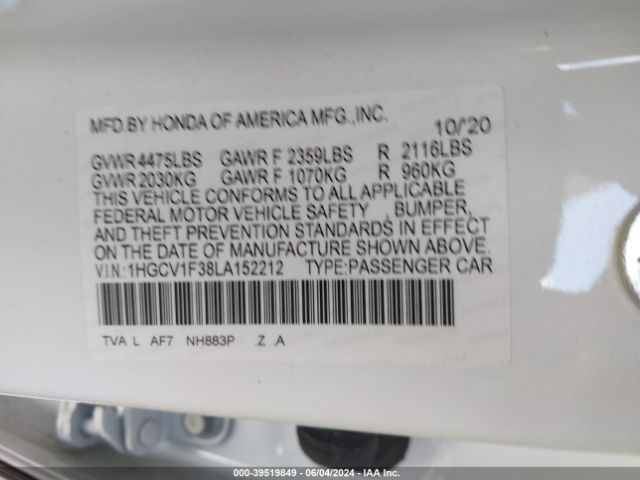 MFD.BY HONDA OF AMERICA MFG.,INC. 10/'20
GVWR 4475LBS GAWR F 2359LBS R 2116LBS
GVWR 2030KG GAWR F 1070KG R 960KG
THIS VEHICLE CONFORMS TO ALL APPLICABLE
FEDERAL MOTOR VEHICLE SAFETY , BUMPER,
AND THEFT PREVENTION STANDARDS IN EFFECT
ON THE DATE OF MANUFACTURE SHOWN ABOVE.
V.I.N.:1HGCV1F38LA152212 TYPE:PASSENGER CAR
TVA L AF7 NH883P .Z .A
000-39519849 - 06/04/2024 - IAA Inc.